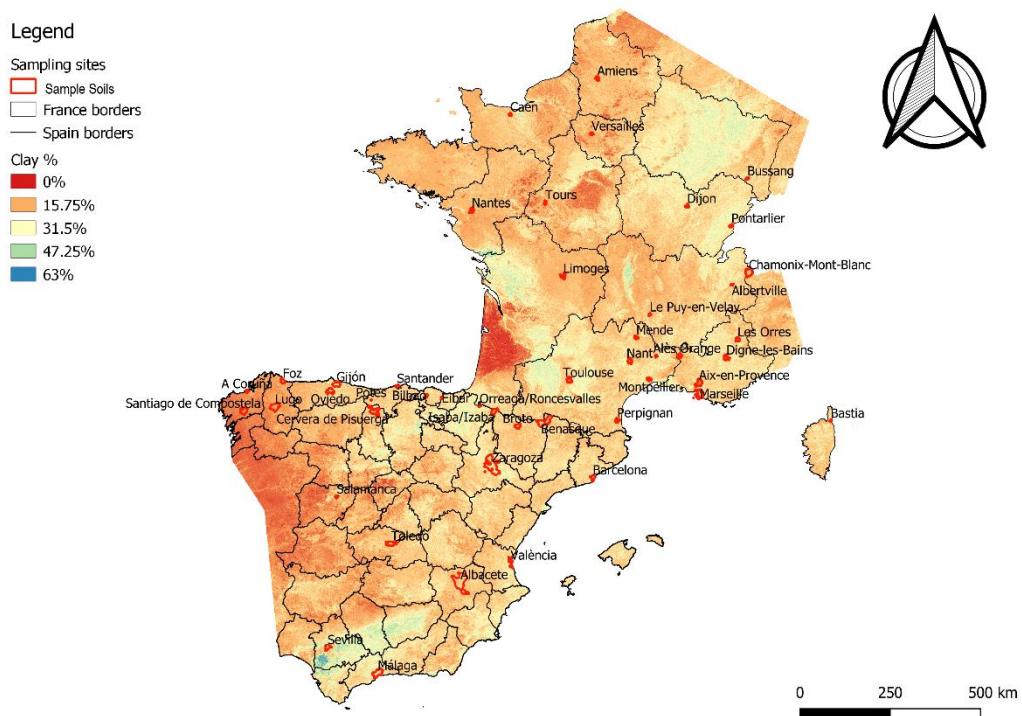 Legend
Sampling sites
Sample Soils
France borders
Spain borders
Clay %
0%
15.75%
31.5%
47.25%
63%
Amiens
Caen
Versailles
Bussang
Nantes
Tours
Dijon
Pontarlier
Limoges
Chamonix-Mont-Blanc
Albertville
Le Puy-en-Velay
Mende
Les Orres
Nant
Alès
Orange
Digne-les-Bains
Toulouse
Montpellier
Aix-en-Provence
Marseille
A Coruña
Foz
Gijón
Santander
Santiago de Compostela
Lugo
Oviedo
Potes
Bilbao
Eibar
Orreaga/Roncesvalles
Perpignan
Bastia
Cervera de Pisuerga
Isaba/Izaba
Broto
Benasque
Zaragoza
Barcelona
Salamanca
Toledo
València
Albacete
Sevilla
Málaga
0 250 500 km